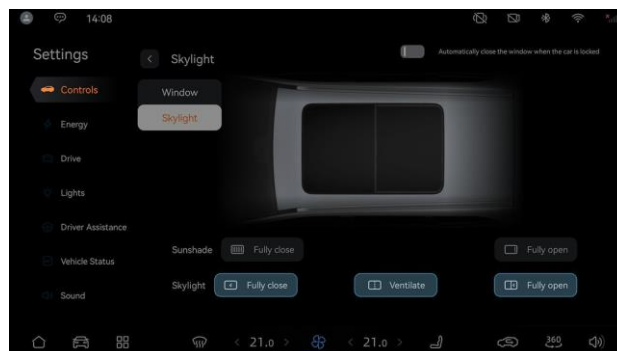 14:08
Settings
Skylight
Automatically close the window when the car is locked
Controls
Window
Energy
Skylight
Drive
Lights
Driver Assistance
Vehicle Status
Sound
Sunshade Fully close Fully open
Skylight Fully close Ventilate Fully open
< 21.0 > < 21.0 > 360